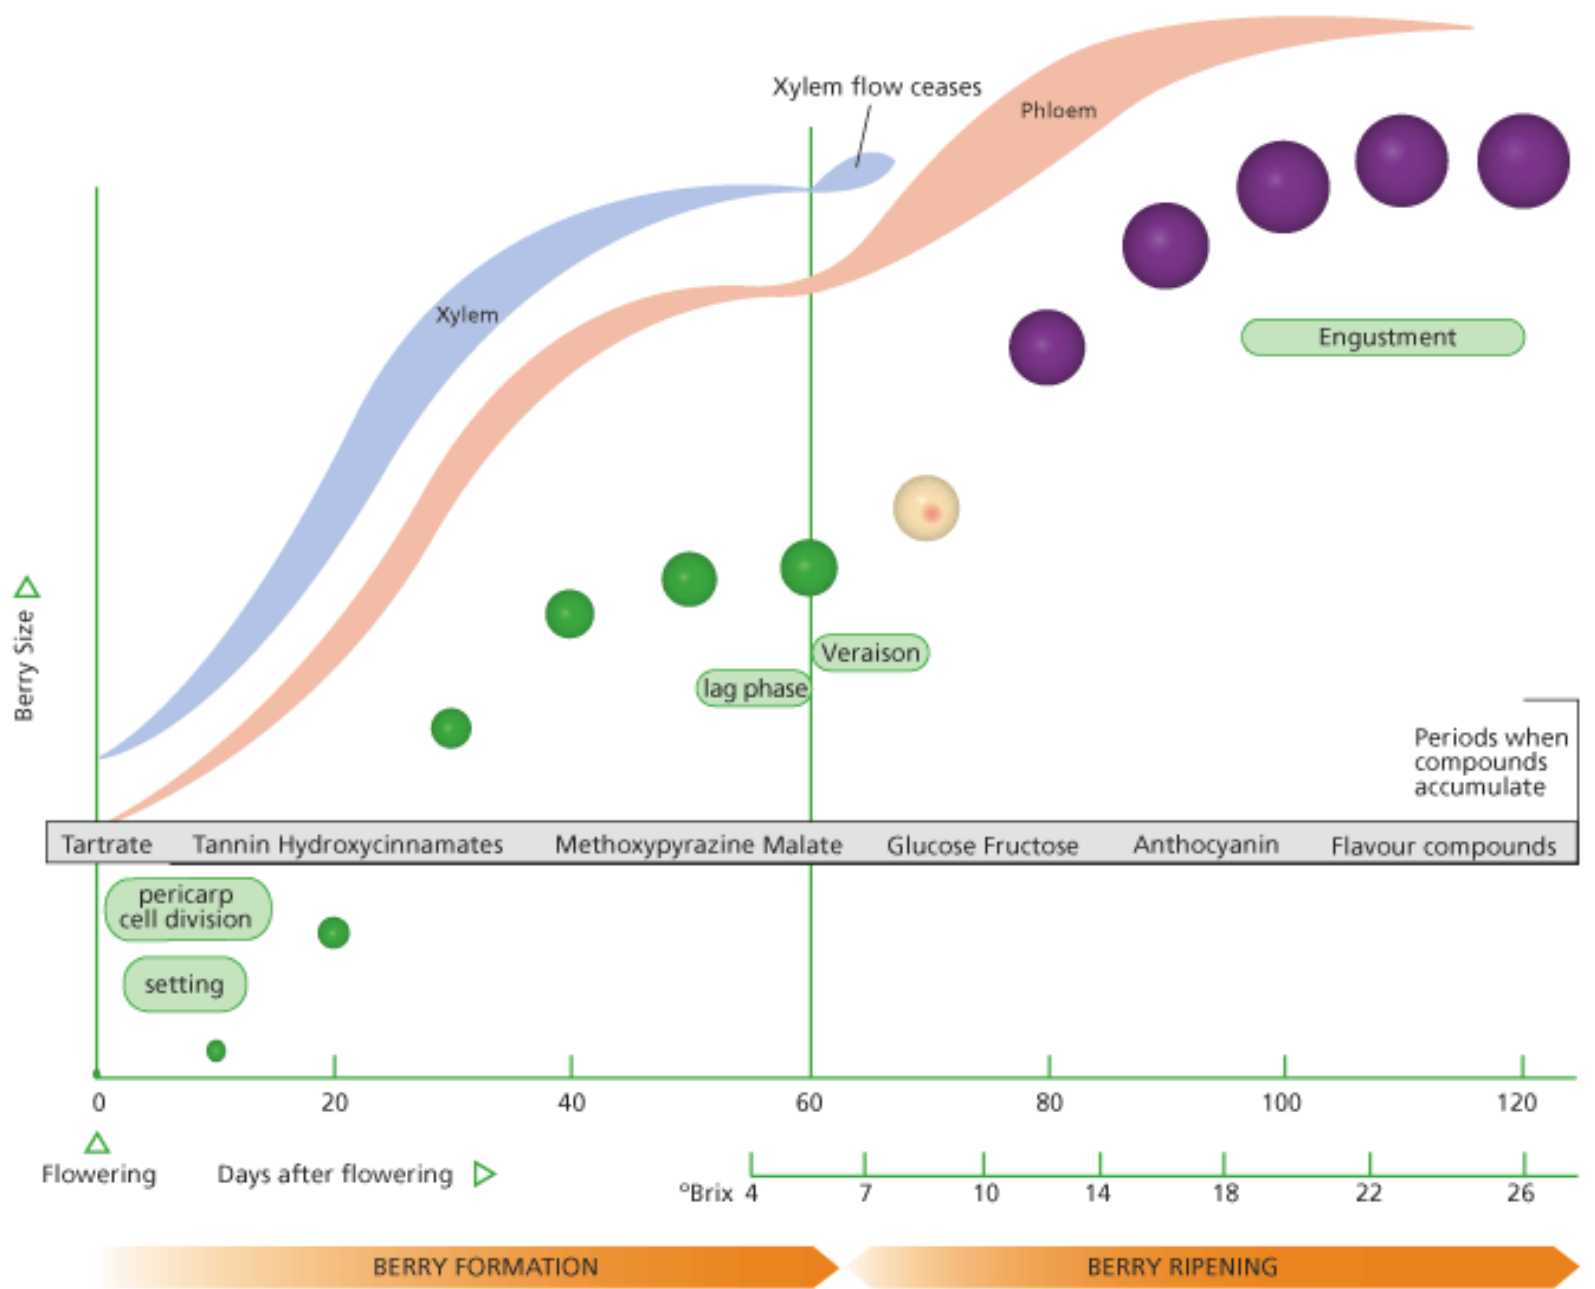 Xylem flow ceases
Phloem
Xylem
Engustment
Berry Size
Veraison
lag phase
Periods when
compounds
accumulate
Tartrate Tannin Hydroxycinnamates Methoxypyrazine Malate Glucose Fructose Anthocyanin Flavour compounds
pericarp
cell division
setting
0 20 40 60 80 100 120
Flowering Days after flowering
°Brix 4 7 10 14 18 22 26
BERRY FORMATION BERRY RIPENING